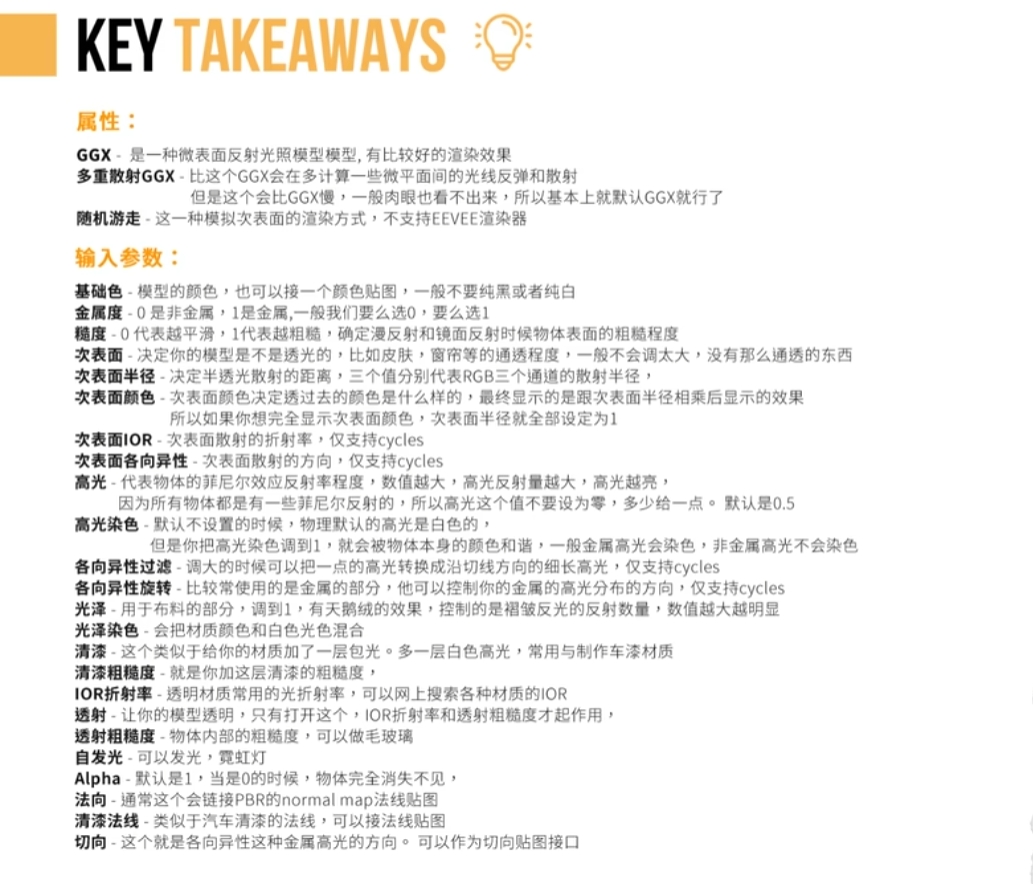 KEY TAKEAWAYS
属性：
GGX - 是一种微表面反射光照模型模型, 有比较好的渲染效果
多重散射GGX - 比这个GGX会在多计算一些微平面间的光线反弹和散射
但是这个会比GGX慢，一般肉眼也看不出来，所以基本上就默认GGX就行了
随机游走 - 这一种模拟次表面的渲染方式，不支持EEVEE渲染器
输入参数：
基础色 - 模型的颜色，也可以接一个颜色贴图，一般不要纯黑或者纯白
金属度 - 0 是非金属，1是金属,一般我们要么选0，要么选1
糙度 - 0 代表越平滑，1代表越粗糙，确定漫反射和镜面反射时候物体表面的粗糙程度
次表面 - 决定你的模型是不是透光的，比如皮肤，窗帘等的通透程度，一般不会调太大，没有那么通透的东西
次表面半径 - 决定半透光散射的距离，三个值分别代表RGB三个通道的散射半径，
次表面颜色 - 次表面颜色决定透过去的颜色是什么样的，最终显示的是跟次表面半径相乘后显示的效果
所以如果你想完全显示次表面颜色，次表面半径就全部设定为1
次表面IOR - 次表面散射的折射率，仅支持cycles
次表面各向异性 - 次表面散射的方向，仅支持cycles
高光 - 代表物体的菲尼尔效应反射率程度，数值越大，高光反射量越大，高光越亮，
因为所有物体都是有一些菲尼尔反射的，所以高光这个值不要设为零，多少给一点。 默认是0.5
高光染色 - 默认不设置的时候，物理默认的高光是白色的，
但是你把高光染色调到1，就会被物体本身的颜色和谐，一般金属高光会染色，非金属高光不会染色
各向异性过滤 - 调大的时候可以把一点的高光转换成沿切线方向的细长高光，仅支持cycles
各向异性旋转 - 比较常使用的是金属的部分，他可以控制你的金属的高光分布的方向，仅支持cycles
光泽 - 用于布料的部分，调到1，有天鹅绒的效果，控制的是褶皱反光的反射数量，数值越大越明显
光泽染色 - 会把材质颜色和白色光色混合
清漆 - 这个类似于给你的材质加了一层包光。多一层白色高光，常用与制作车漆材质
清漆粗糙度 - 就是你加这层清漆的粗糙度，
IOR折射率 - 透明材质常用的光折射率，可以网上搜索各种材质的IOR
透射 - 让你的模型透明，只有打开这个，IOR折射率和透射粗糙度才起作用，
透射粗糙度 - 物体内部的粗糙度，可以做毛玻璃
自发光 - 可以发光，霓虹灯
Alpha - 默认是1，当是0的时候，物体完全消失不见，
法向 - 通常这个会链接PBR的normal map法线贴图
清漆法线 - 类似于汽车清漆的法线，可以接法线贴图
切向 - 这个就是各向异性这种金属高光的方向。 可以作为切向贴图接口